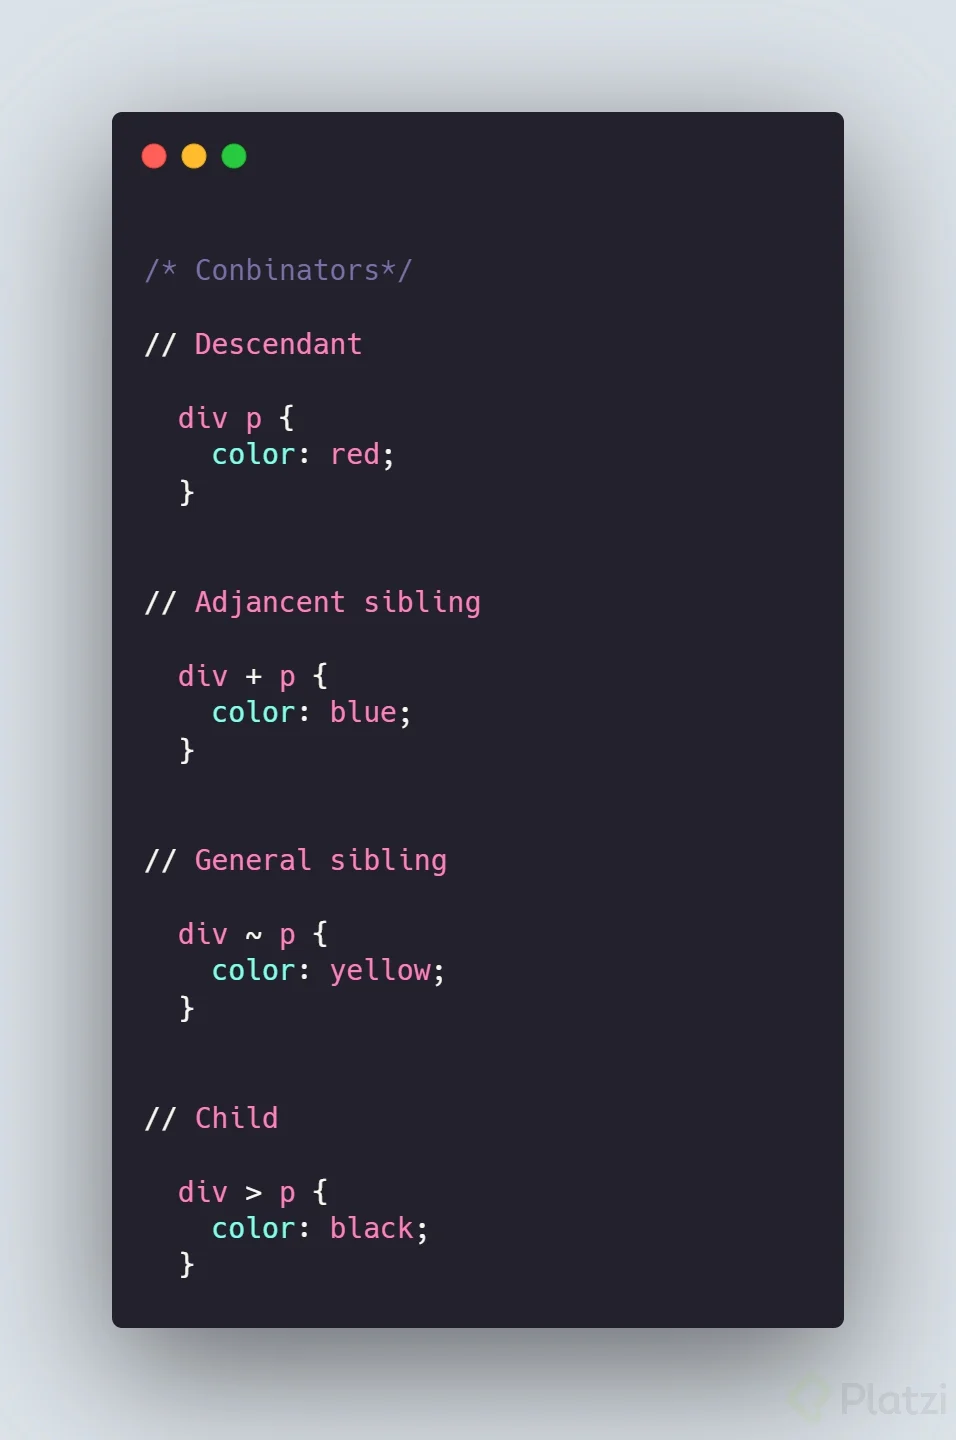 /* Conbinators*/
// Descendant
div p {
color: red;
}
// Adjancent sibling
div + p {
color: blue;
}
// General sibling
div ~ p {
color: yellow;
}
// Child
div > p {
color: black;
}
Platzi